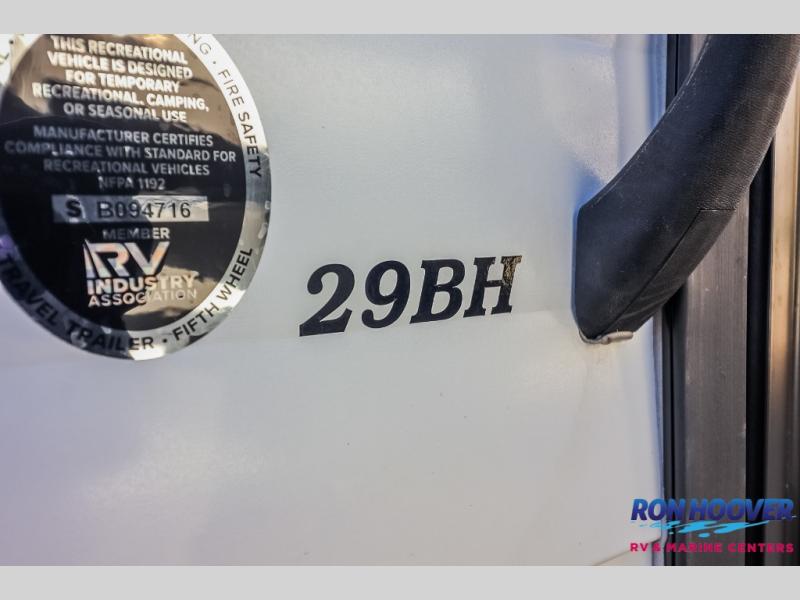 NG · FIRE SAFETY
THIS RECREATIONAL
VEHICLE IS DESIGNED
FOR TEMPORARY
RECREATIONAL, CAMPING,
OR SEASONAL USE
MANUFACTURER CERTIFIES
COMPLIANCE WITH STANDARD FOR
RECREATIONAL VEHICLES
NFPA 1192
S B094716
MEMBER
RV
INDUSTRY
ASSOCIATION
TRAVEL TRAILER · FIFTH WHEEL
29BH
RON HOOVER
RV & MARINE CENTERS